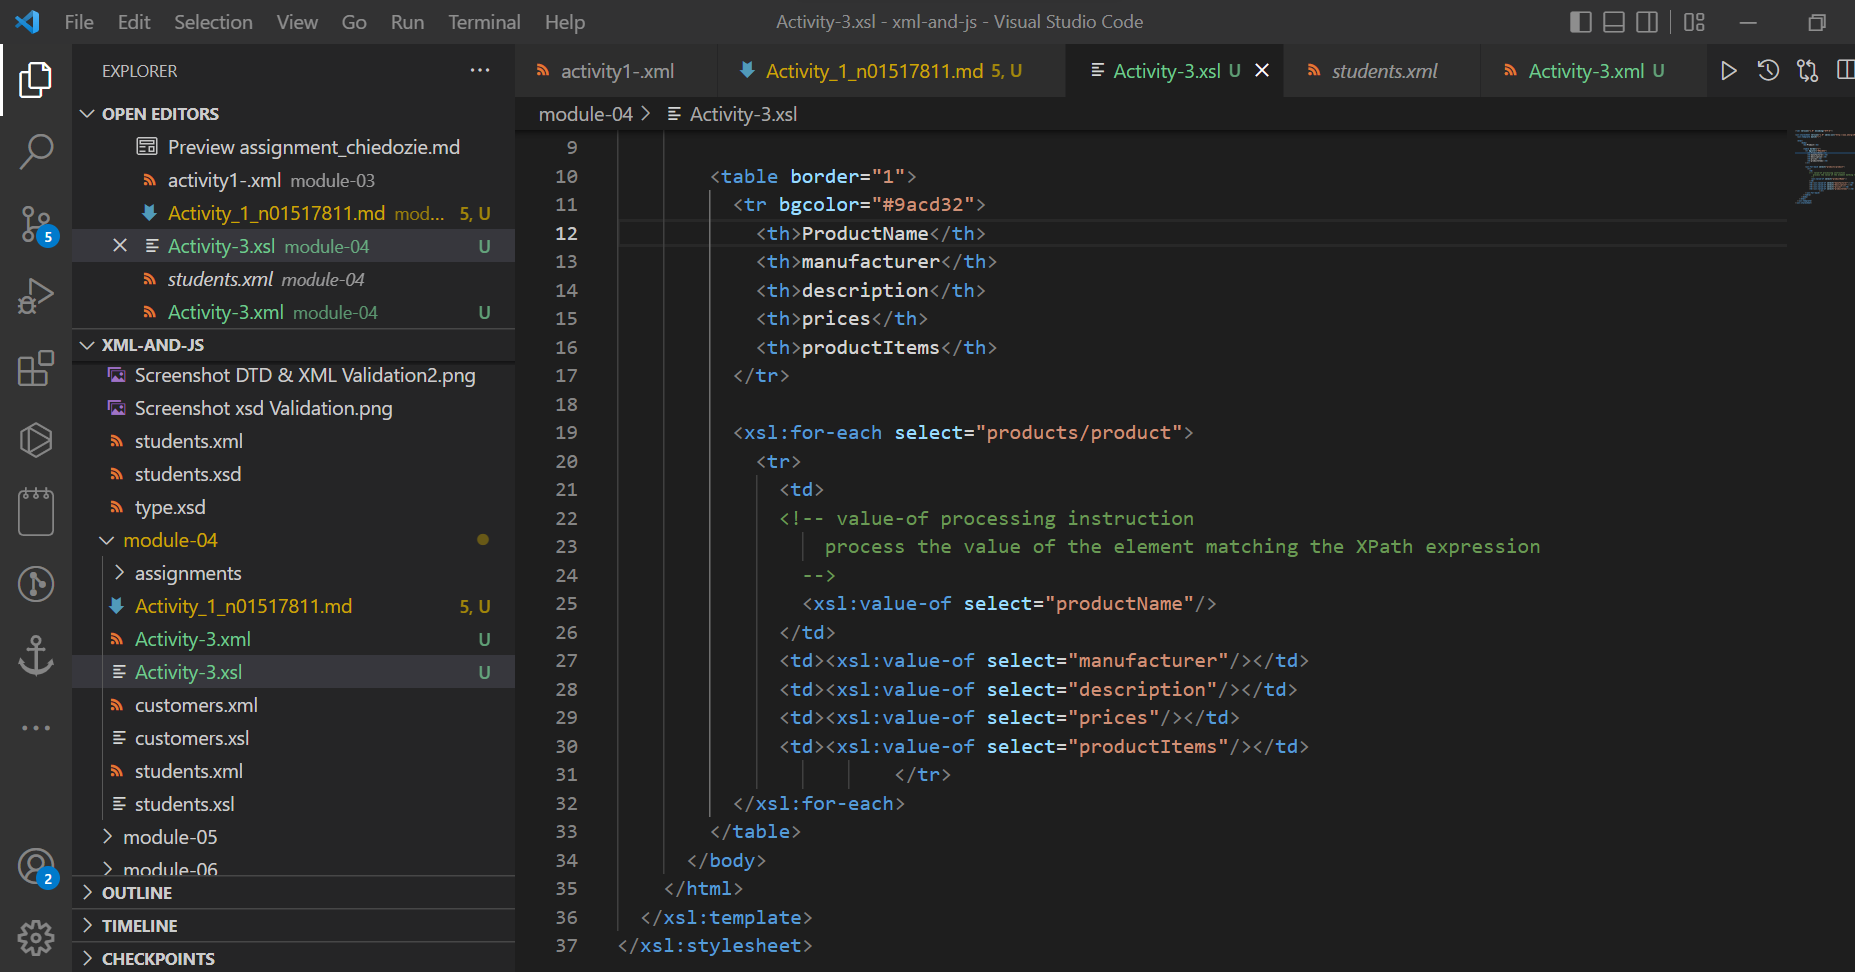 File Edit Selection View Go Run Terminal Help Activity-3.xsl - xml-and-js - Visual Studio Code
EXPLORER
OPEN EDITORS
Preview assignment_chiedozie.md
activity1-.xml module-03
Activity_1_n01517811.md mod... 5, U
Activity-3.xsl module-04 U
students.xml module-04
Activity-3.xml module-04 U
XML-AND-JS
Screenshot DTD & XML Validation2.png
Screenshot xsd Validation.png
students.xml
students.xsd
type.xsd
module-04
assignments
Activity_1_n01517811.md 5, U
Activity-3.xml U
Activity-3.xsl U
customers.xml
customers.xsl
students.xml
students.xsl
module-05
module-06
OUTLINE
TIMELINE
CHECKPOINTS
5
2
activity1-.xml Activity_1_n01517811.md 5, U Activity-3.xsl U students.xml Activity-3.xml U
module-04 > Activity-3.xsl
9
10 <table border="1">
11 <tr bgcolor="#9acd32">
12 <th>ProductName</th>
13 <th>manufacturer</th>
14 <th>description</th>
15 <th>prices</th>
16 <th>productItems</th>
17 </tr>
18
19 <xsl:for-each select="products/product">
20 <tr>
21 <td>
22 <!-- value-of processing instruction
23 process the value of the element matching the XPath expression
24 -->
25 <xsl:value-of select="productName"/>
26 </td>
27 <td><xsl:value-of select="manufacturer"/></td>
28 <td><xsl:value-of select="description"/></td>
29 <td><xsl:value-of select="prices"/></td>
30 <td><xsl:value-of select="productItems"/></td>
31 </tr>
32 </xsl:for-each>
33 </table>
34 </body>
35 </html>
36 </xsl:template>
37 </xsl:stylesheet>